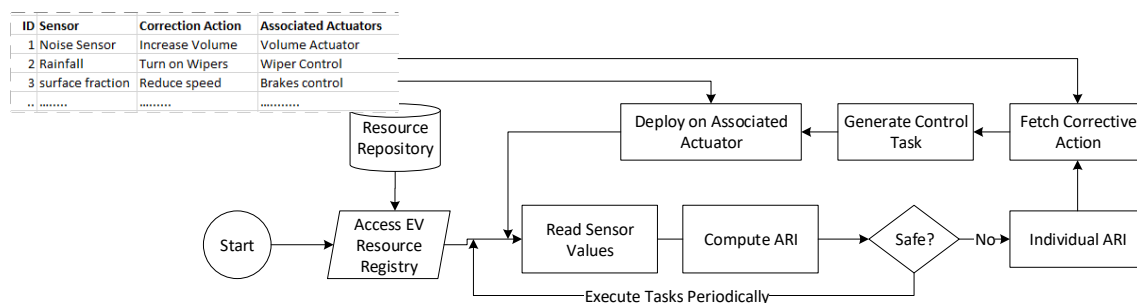 ID Sensor Correction Action Associated Actuators
1 Noise Sensor Increase Volume Volume Actuator
2 Rainfall Turn on Wipers Wiper Control
3 surface fraction Reduce speed Brakes control
.. ........ ........ ..........
Resource
Repository
Deploy on Associated
Actuator
Generate Control
Task
Fetch Corrective
Action
Start
Access EV
Resource
Registry
Read Sensor
Values
Compute ARI
Safe?
No
Individual ARI
Execute Tasks Periodically